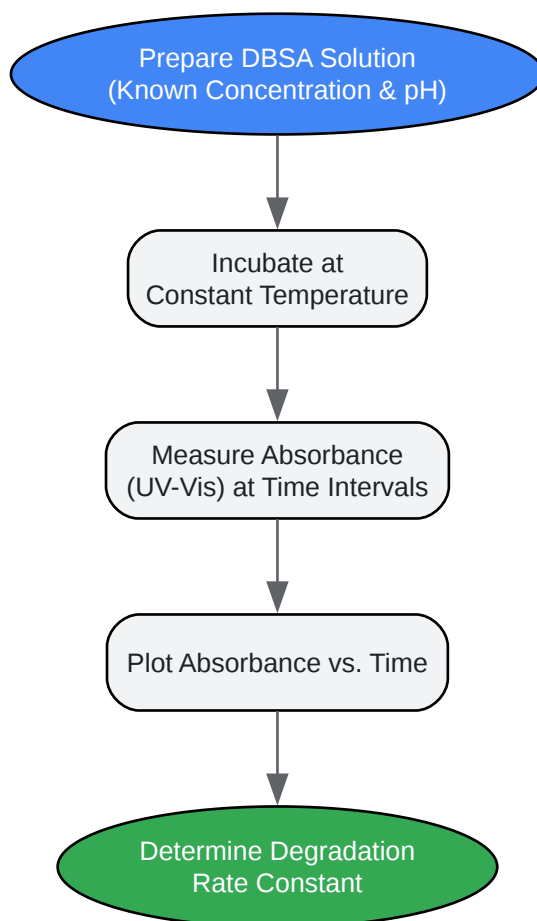 Prepare DBSA Solution
(Known Concentration & pH)
Incubate at
Constant Temperature
Measure Absorbance
(UV-Vis) at Time Intervals
Plot Absorbance vs. Time
Determine Degradation
Rate Constant